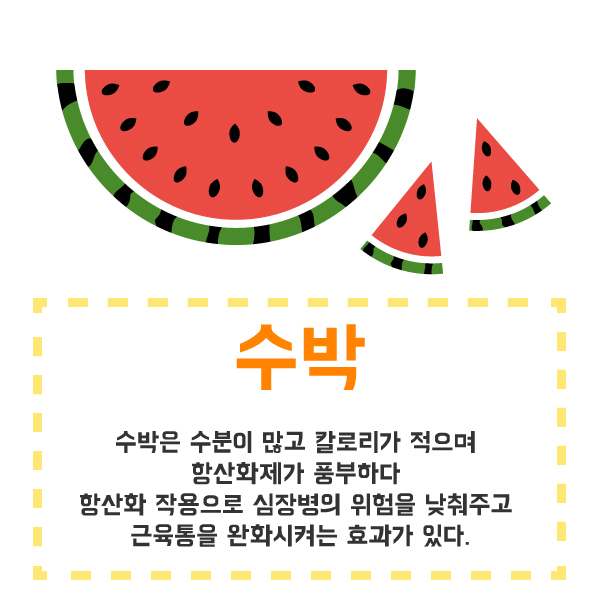 수박
수박은 수분이 많고 칼로리가 적으며
항산화제가 풍부하다
항산화 작용으로 심장병의 위험을 낮춰주고
근육통을 완화시켜는 효과가 있다.